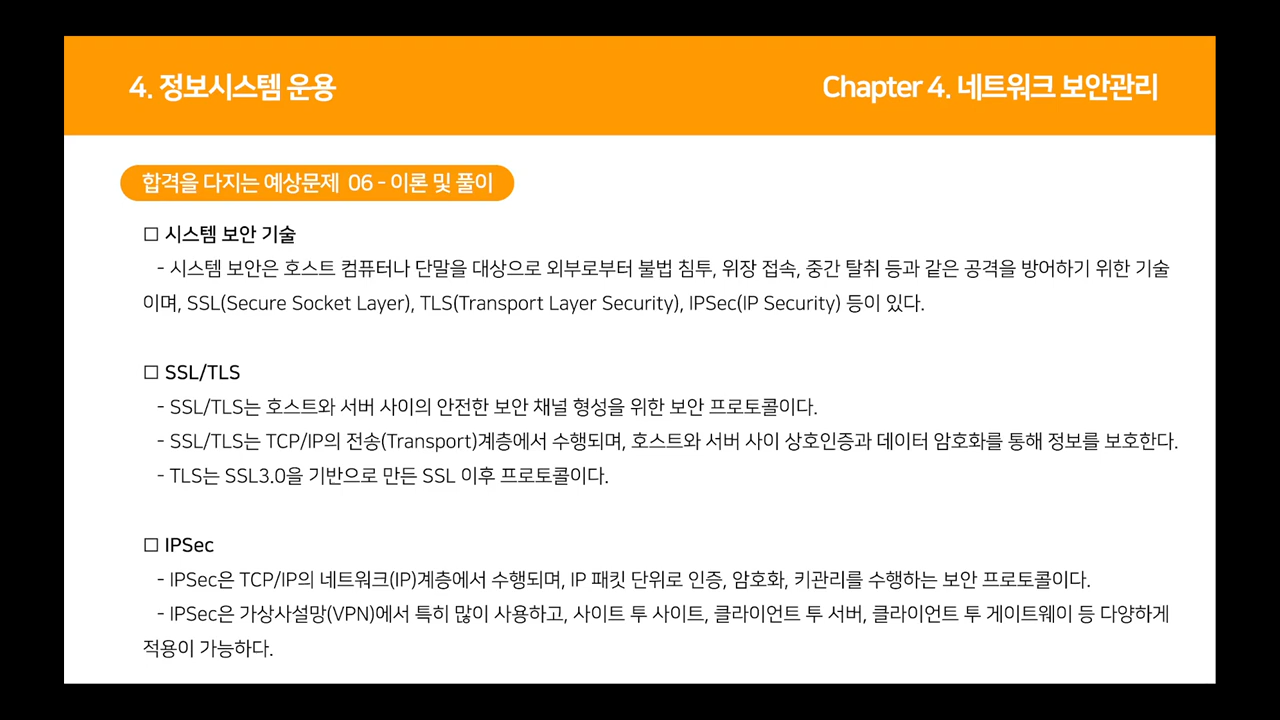 4. 정보시스템 운용
Chapter 4. 네트워크 보안관리
합격을 다지는 예상문제 06 - 이론 및 풀이
□ 시스템 보안 기술
- 시스템 보안은 호스트 컴퓨터나 단말을 대상으로 외부로부터 불법 침투, 위장 접속, 중간 탈취 등과 같은 공격을 방어하기 위한 기술
이며, SSL(Secure Socket Layer), TLS(Transport Layer Security), IPSec(IP Security) 등이 있다.
□ SSL/TLS
- SSL/TLS는 호스트와 서버 사이의 안전한 보안 채널 형성을 위한 보안 프로토콜이다.
- SSL/TLS는 TCP/IP의 전송(Transport)계층에서 수행되며, 호스트와 서버 사이 상호인증과 데이터 암호화를 통해 정보를 보호한다.
- TLS는 SSL3.0을 기반으로 만든 SSL 이후 프로토콜이다.
□ IPSec
- IPSec은 TCP/IP의 네트워크(IP)계층에서 수행되며, IP 패킷 단위로 인증, 암호화, 키관리를 수행하는 보안 프로토콜이다.
- IPSec은 가상사설망(VPN)에서 특히 많이 사용하고, 사이트 투 사이트, 클라이언트 투 서버, 클라이언트 투 게이트웨이 등 다양하게
적용이 가능하다.